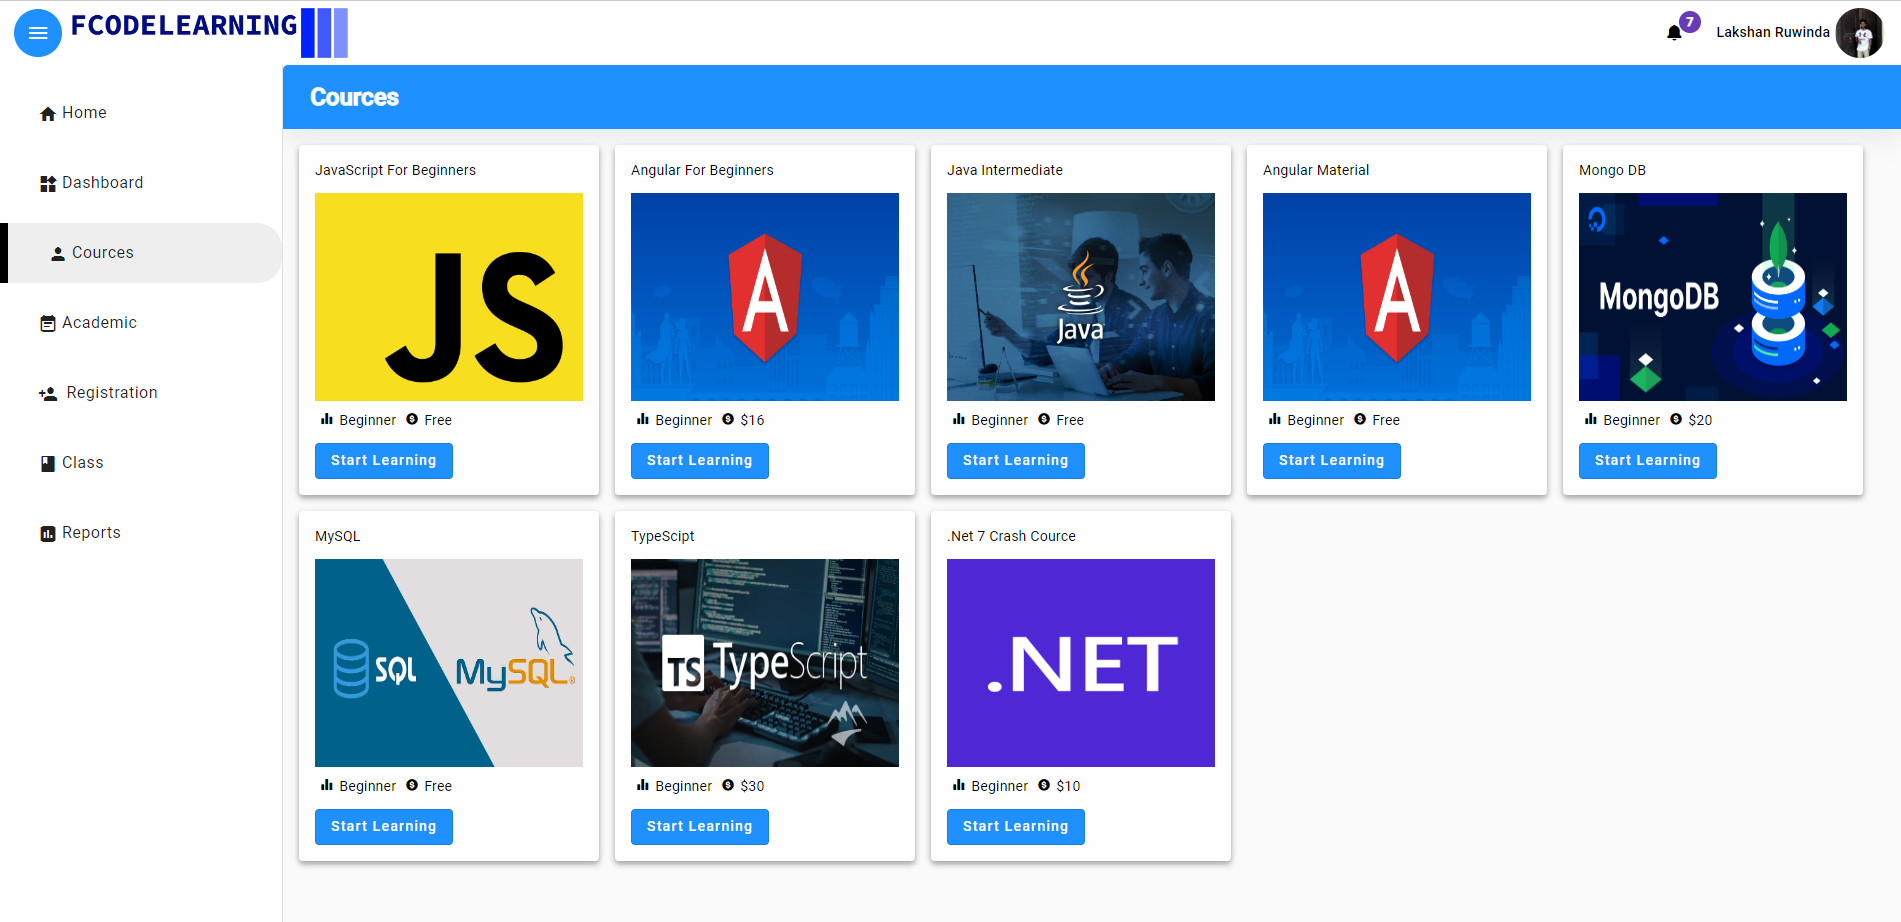 FCODELEARNING
7
Lakshan Ruwinda
Home
Dashboard
Cources
Academic
Registration
Class
Reports
Cources
JavaScript For Beginners
JS
Beginner Free
Start Learning
Angular For Beginners
A
Beginner $16
Start Learning
Java Intermediate
Java
Beginner Free
Start Learning
Angular Material
A
Beginner Free
Start Learning
Mongo DB
MongoDB
Beginner $20
Start Learning
MySQL
SQL
MySQL®
Beginner Free
Start Learning
TypeScipt
TS TypeScript
Beginner $30
Start Learning
.Net 7 Crash Cource
.NET
Beginner $10
Start Learning